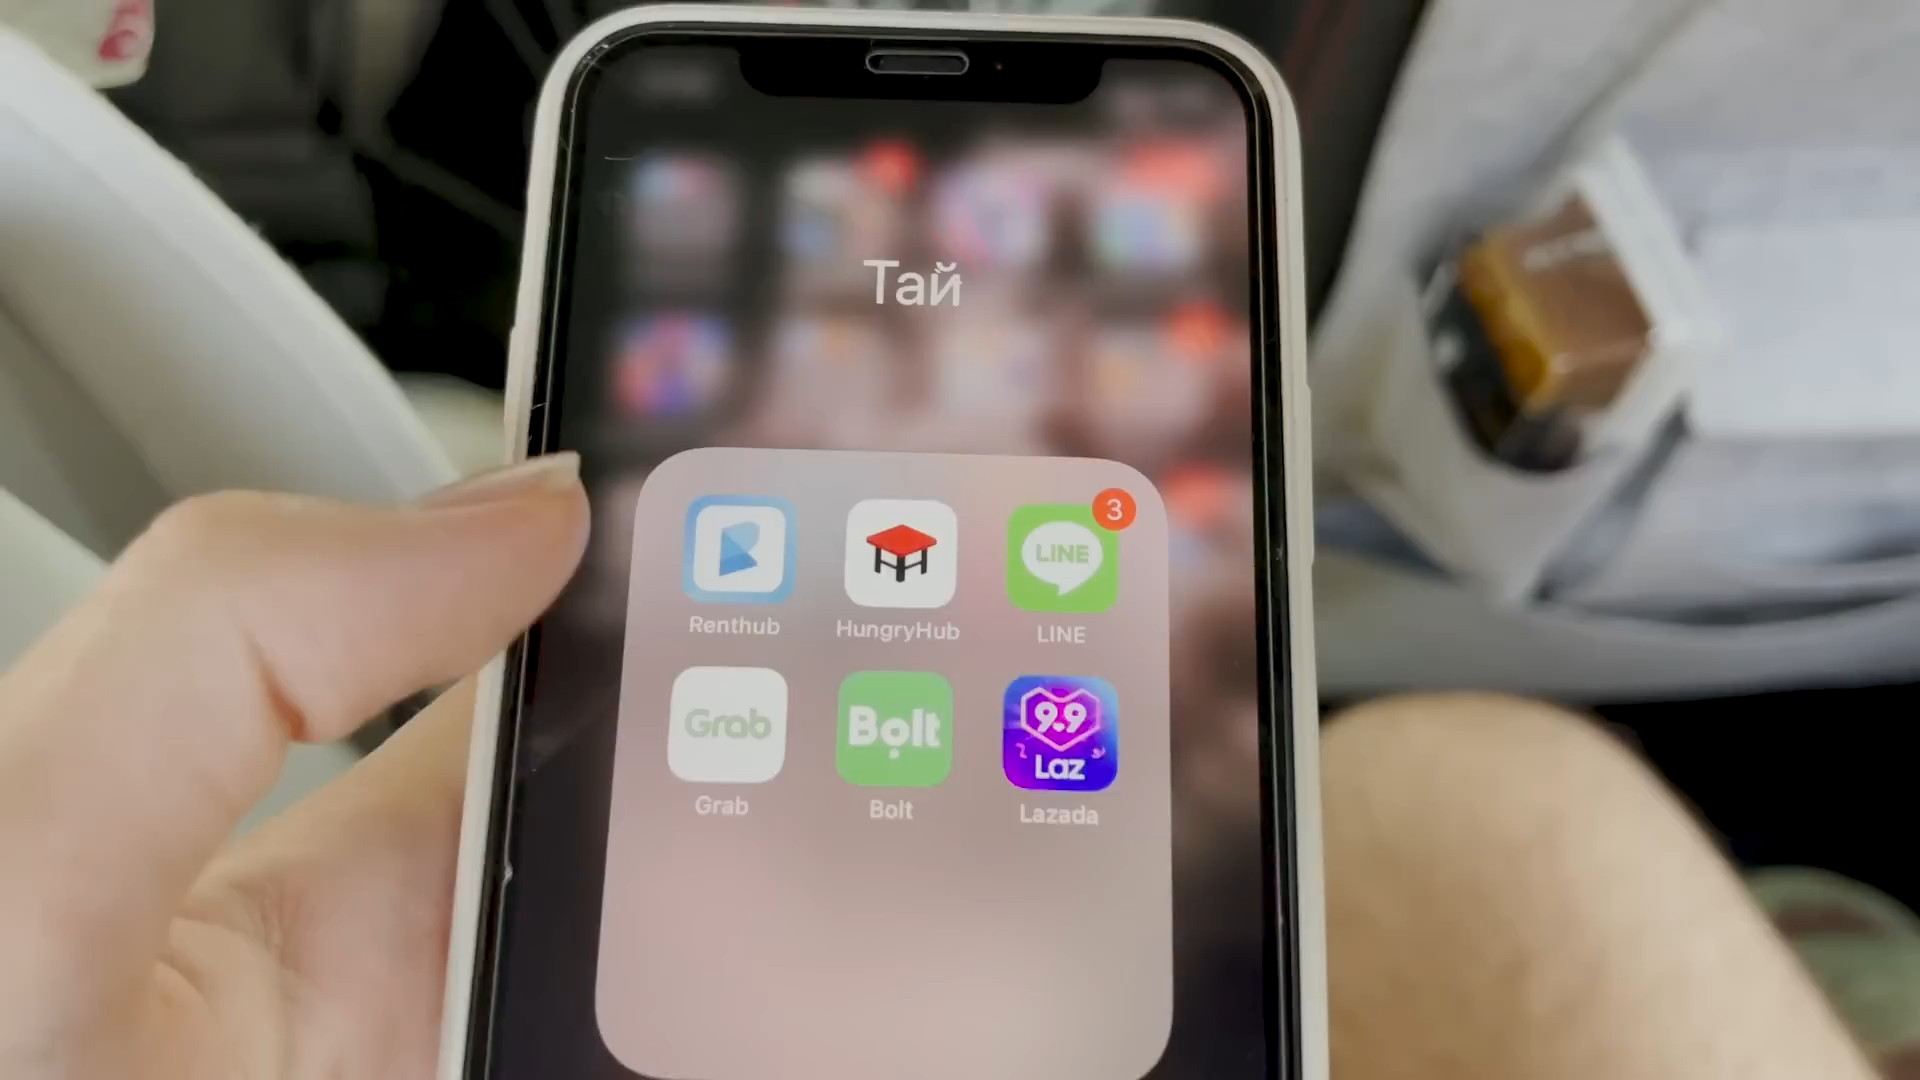 Тай
3
LINE
Renthub
HungryHub
LINE
Grab
Bolt
9.9
Laz
Grab
Bolt
Lazada